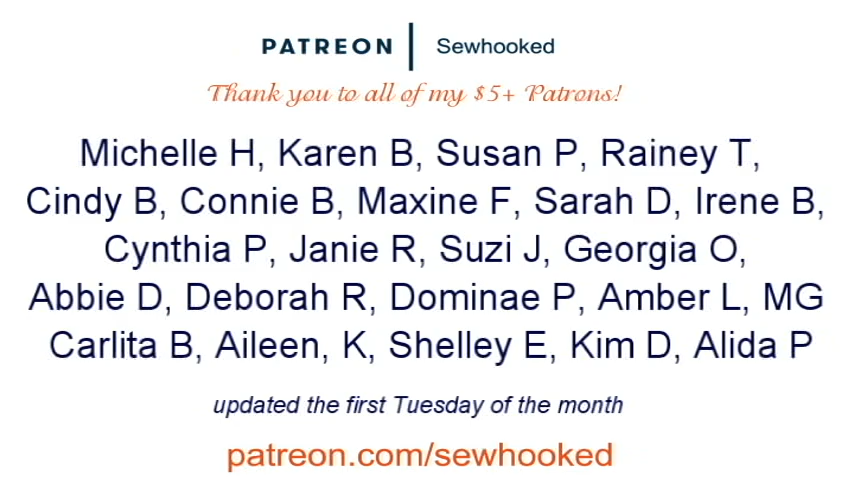 PATREON | Sewhooked
Thank you to all of my $5+ Patrons!
Michelle H, Karen B, Susan P, Rainey T,
Cindy B, Connie B, Maxine F, Sarah D, Irene B,
Cynthia P, Janie R, Suzi J, Georgia O,
Abbie D, Deborah R, Dominae P, Amber L, MG
Carlita B, Aileen, K, Shelley E, Kim D, Alida P
updated the first Tuesday of the month
patreon.com/sewhooked